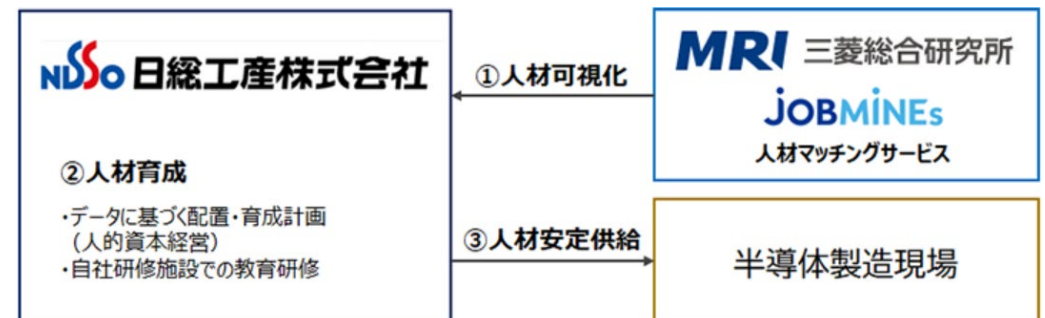 NISSO 日総工産株式会社
②人材育成
・データに基づく配置・育成計画
（人的資本経営）
・自社研修施設での教育研修
①人材可視化
MRI 三菱総合研究所
JOBMINEs
人材マッチングサービス
③人材安定供給
半導体製造現場